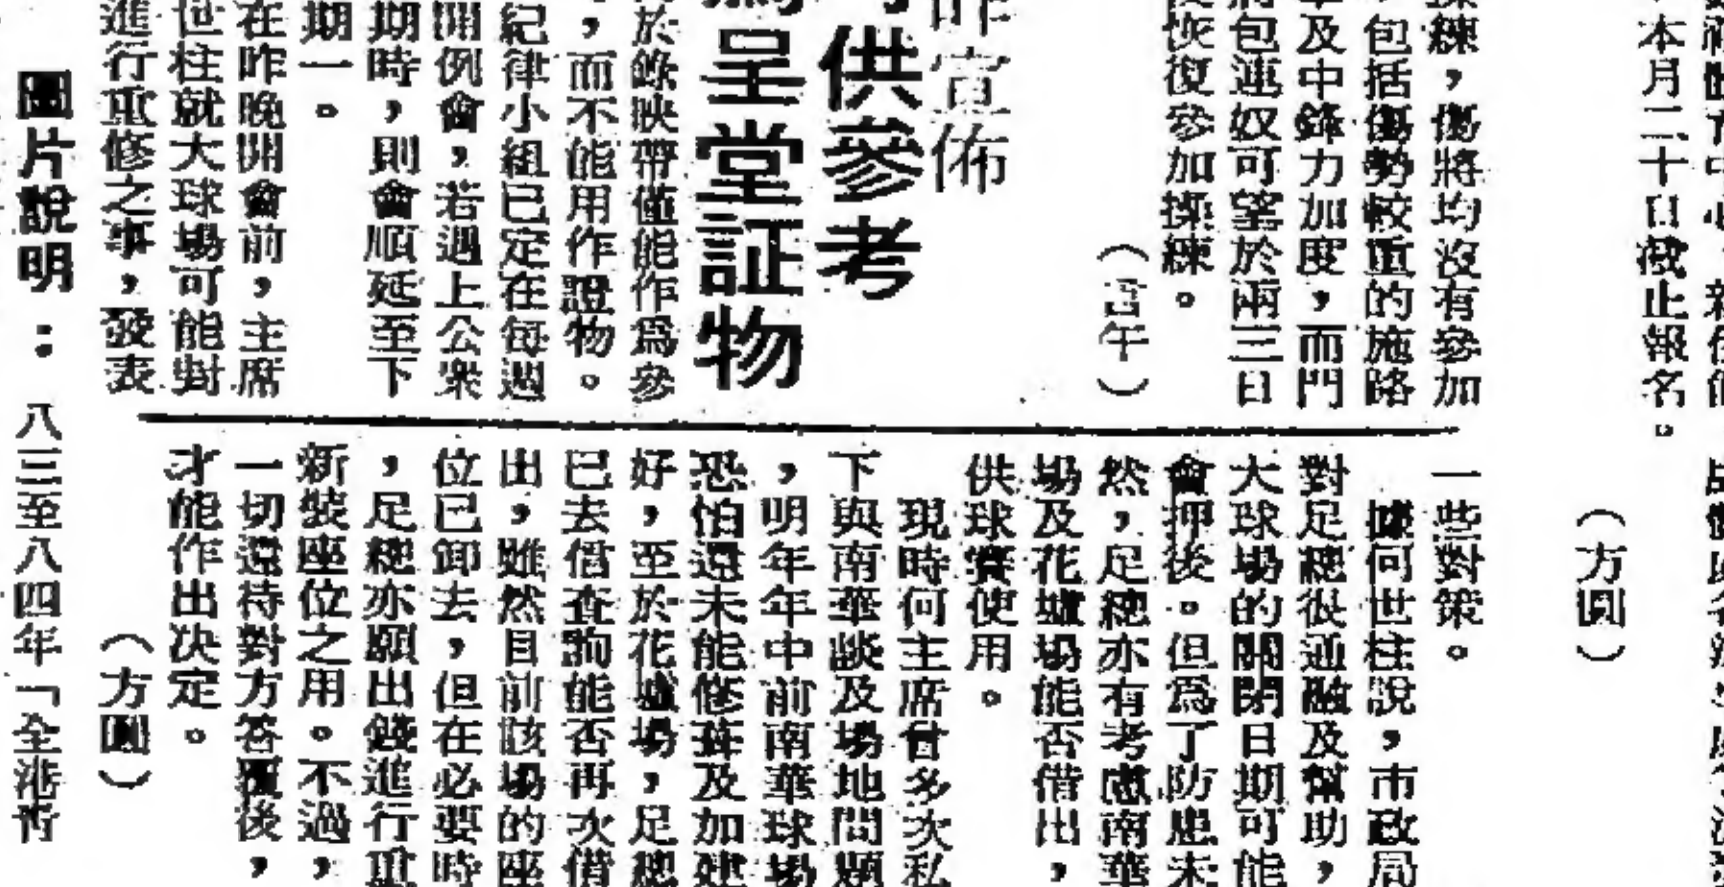 本月二十日截止報名。
（方圓）
操練，傷將均沒有參加
包括傷勢較重的施路
及中鋒力加度，而門
包連奴可望於兩三日
恢復參加操練。
（召午）
昨宣佈
供參考
呈堂証物
於錄映帶僅能作爲參
，而不能用作證物。
紀律小組已定在每週
開例會，若遇上公衆
期時，則會順延至下
期一。
在昨晚開會前，主席
世柱就大球場可能對
進行重修之事，發表
一些對策。
據何世柱說，市政局
對足總很通融及幫助，
大球場的關閉日期可能
會押後。但爲了防患未
然，足總亦有考慮南華
場及花墟場能否借出，
供球賽使用。
現時何主席曾多次私
下與南華談及場地問題
，明年年中前南華球場
恐怕還未能修葺及加建
好，至於花墟場，足總
已去信查詢能否再次借
出，雖然目前該場的座
位已卸去，但在必要時
，足總亦願出錢進行重
新裝座位之用。不過，
一切還待對方答覆後，
才能作出決定。
（方圓）
圖片說明：八三至八四年「全港青